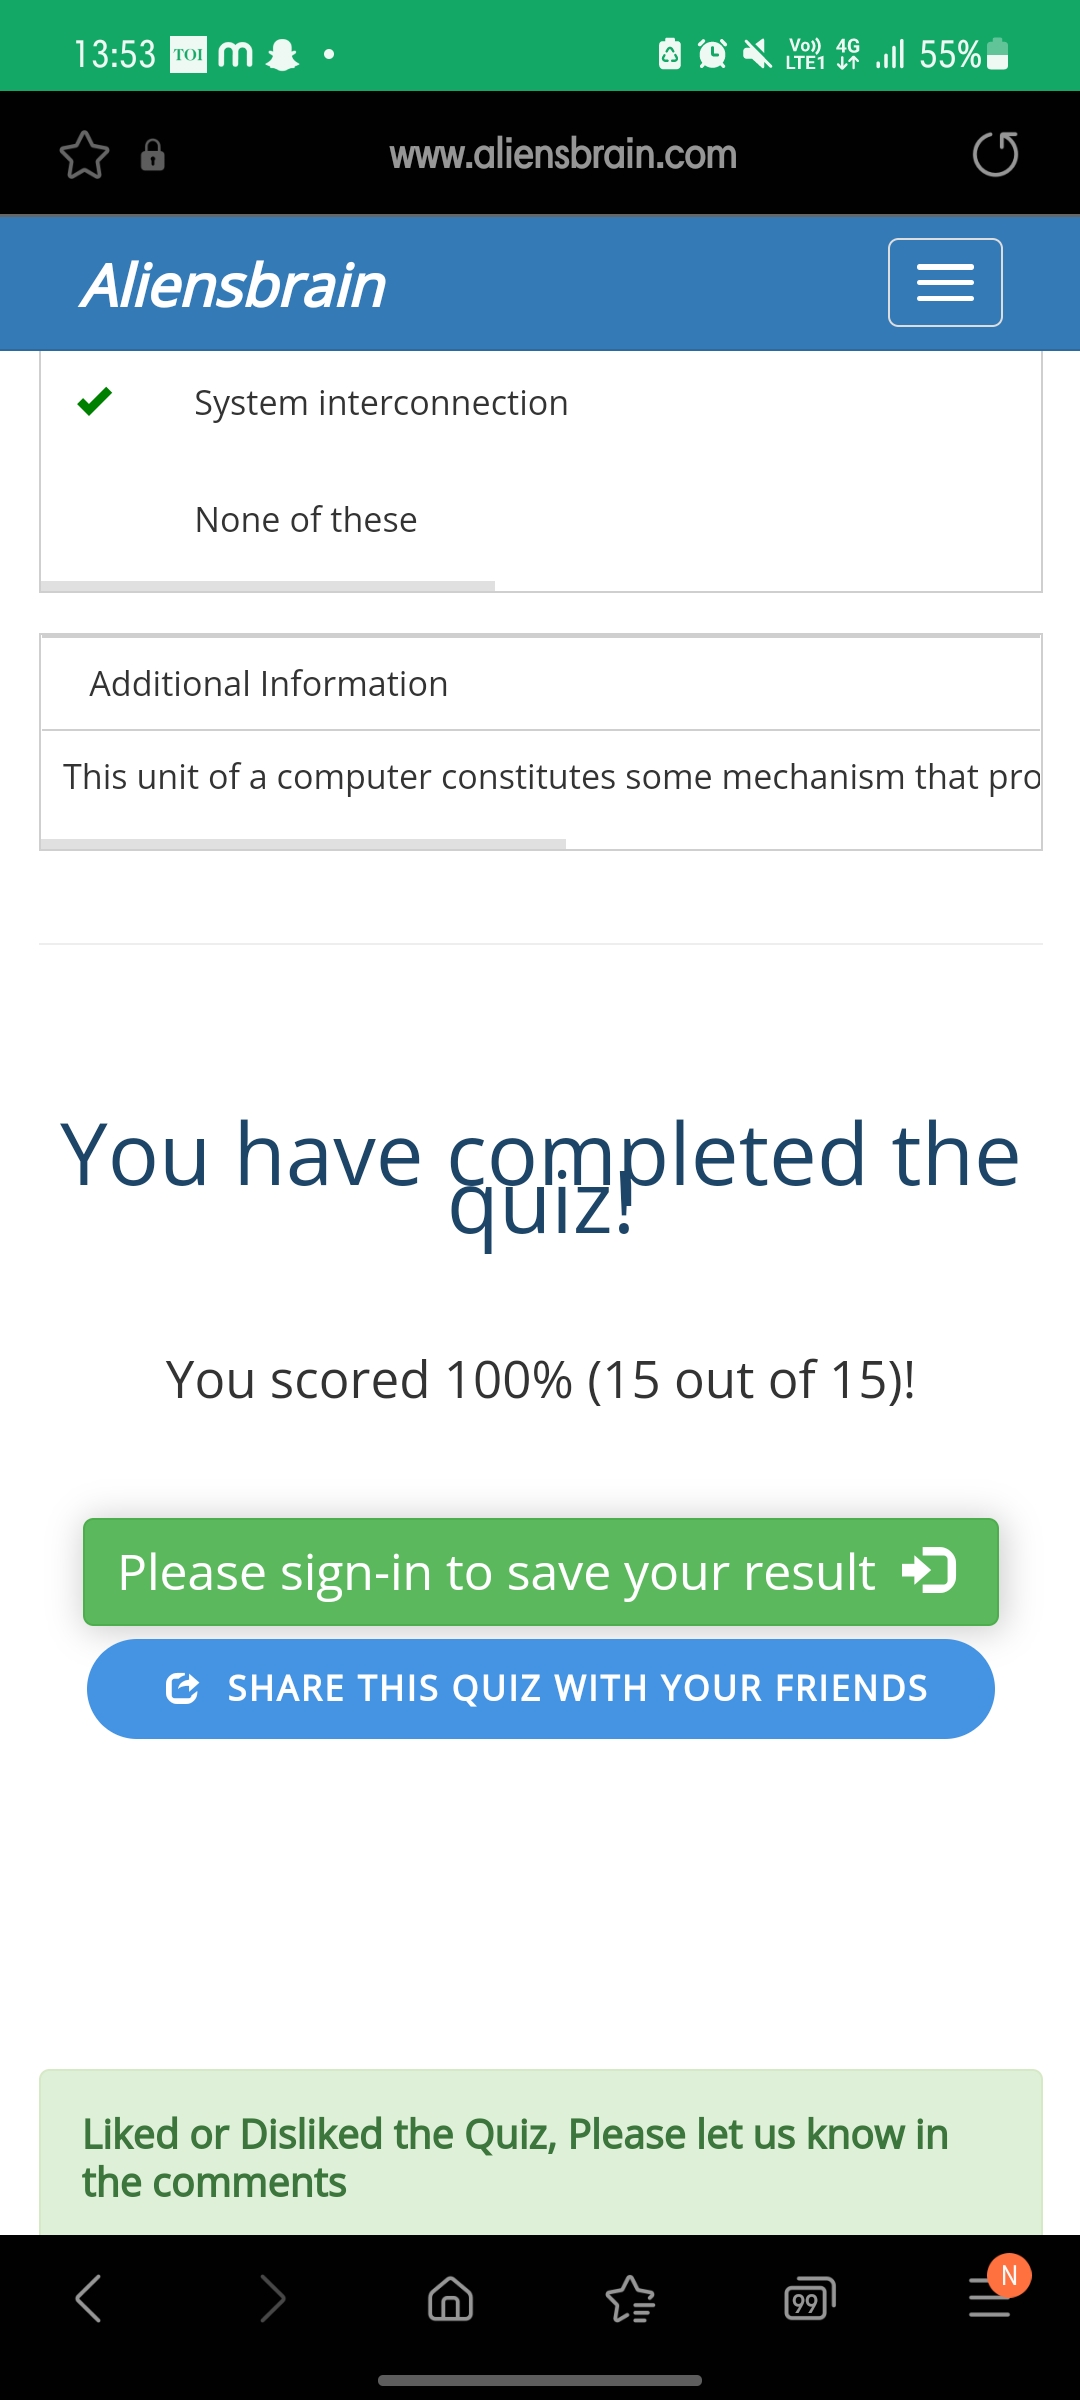 13:53 TOI m Vo)) LTE1 4G 55%
www.aliensbrain.com
Aliensbrain
System interconnection
None of these
Additional Information
This unit of a computer constitutes some mechanism that pro
You have completed the
quiz!
You scored 100% (15 out of 15)!
Please sign-in to save your result
SHARE THIS QUIZ WITH YOUR FRIENDS
Liked or Disliked the Quiz, Please let us know in
the comments
99
N